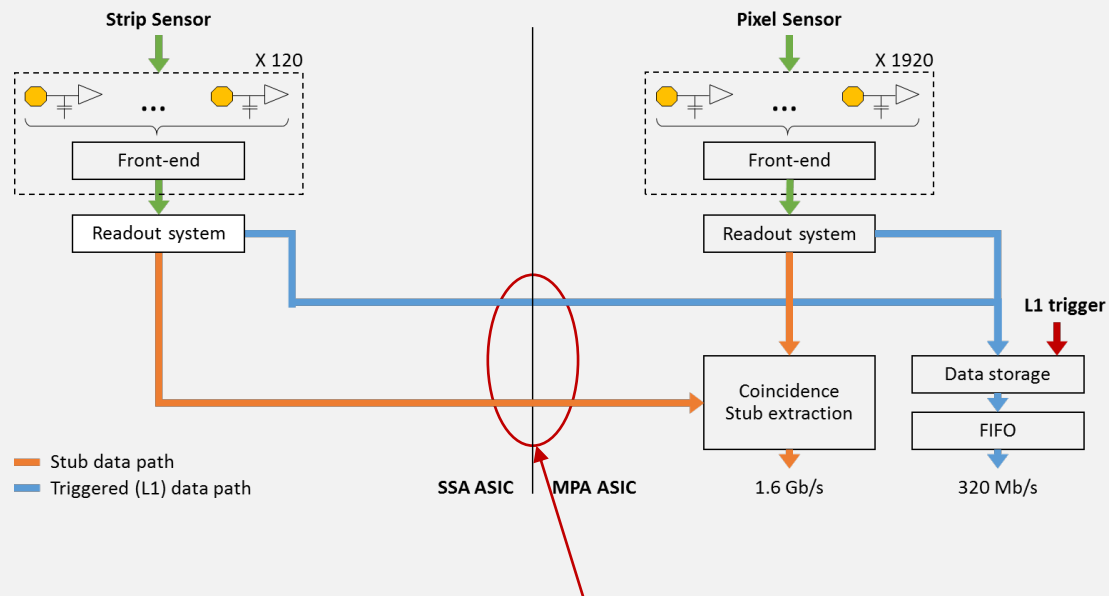 Strip Sensor
Pixel Sensor
X 120
X 1920
...
...
Front-end
Front-end
Readout system
Readout system
L1 trigger
Data storage
Coincidence
Stub extraction
FIFO
Stub data path
Triggered (L1) data path
SSA ASIC
MPA ASIC
1.6 Gb/s
320 Mb/s